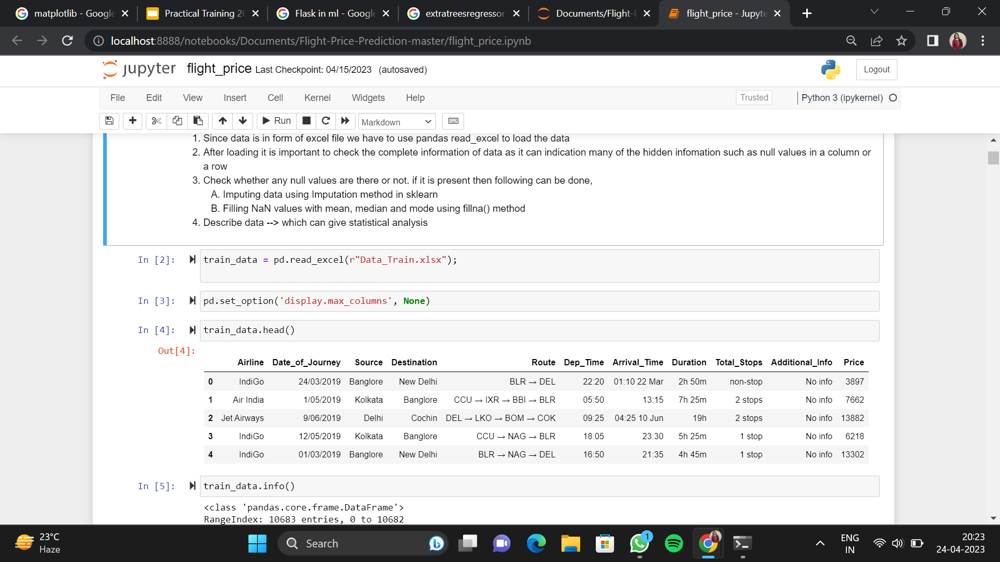 matplotlib - Google
Practical Training 20
Flask in ml - Google
extratreesregressor
Documents/Flight-P
flight_price - Jupyte
localhost:8888/notebooks/Documents/Flight-Price-Prediction-master/flight_price.ipynb
jupyter flight_price Last Checkpoint: 04/15/2023 (autosaved)
Logout
File Edit View Insert Cell Kernel Widgets Help
Trusted
Python 3 (ipykernel)
Run
Markdown
1. Since data is in form of excel file we have to use pandas read_excel to load the data
2. After loading it is important to check the complete information of data as it can indication many of the hidden infomation such as null values in a column or
a row
3. Check whether any null values are there or not. if it is present then following can be done,
A. Imputing data using Imputation method in sklearn
B. Filling NaN values with mean, median and mode using fillna() method
4. Describe data --> which can give statistical analysis
In [2]: train_data = pd.read_excel(r"Data_Train.xlsx");
In [3]: pd.set_option('display.max_columns', None)
In [4]: train_data.head()
Out[4]:
Airline Date_of_Journey Source Destination Route Dep_Time Arrival_Time Duration Total_Stops Additional_Info Price
0 IndiGo 24/03/2019 Banglore New Delhi BLR → DEL 22:20 01:10 22 Mar 2h 50m non-stop No info 3897
1 Air India 1/05/2019 Kolkata Banglore CCU → IXR → BBI → BLR 05:50 13:15 7h 25m 2 stops No info 7662
2 Jet Airways 9/06/2019 Delhi Cochin DEL → LKO → BOM → COK 09:25 04:25 10 Jun 19h 2 stops No info 13882
3 IndiGo 12/05/2019 Kolkata Banglore CCU → NAG → BLR 18:05 23:30 5h 25m 1 stop No info 6218
4 IndiGo 01/03/2019 Banglore New Delhi BLR → NAG → DEL 16:50 21:35 4h 45m 1 stop No info 13302
In [5]: train_data.info()
<class 'pandas.core.frame.DataFrame'>
RangeIndex: 10683 entries, 0 to 10682
23°C
Haze
Search
1
ENG
IN
20:23
24-04-2023